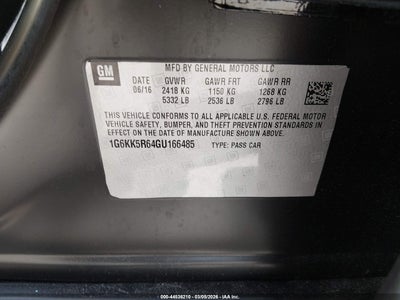 GM
MFD BY GENERAL MOTORS LLC
DATE GVWR GAWR FRT GAWR RR
06/16 2418 KG 1150 KG 1268 KG
5332 LB 2536 LB 2796 LB
THIS VEHICLE CONFORMS TO ALL APPLICABLE U.S. FEDERAL MOTOR
VEHICLE SAFETY, BUMPER, AND THEFT PREVENTION STANDARDS IN
EFFECT ON THE DATE OF MANUFACTURE SHOWN ABOVE.
1G6KK5R64GU166485 TYPE: PASS CAR
000-44536210 - 03/05/2026 - IAA Inc.